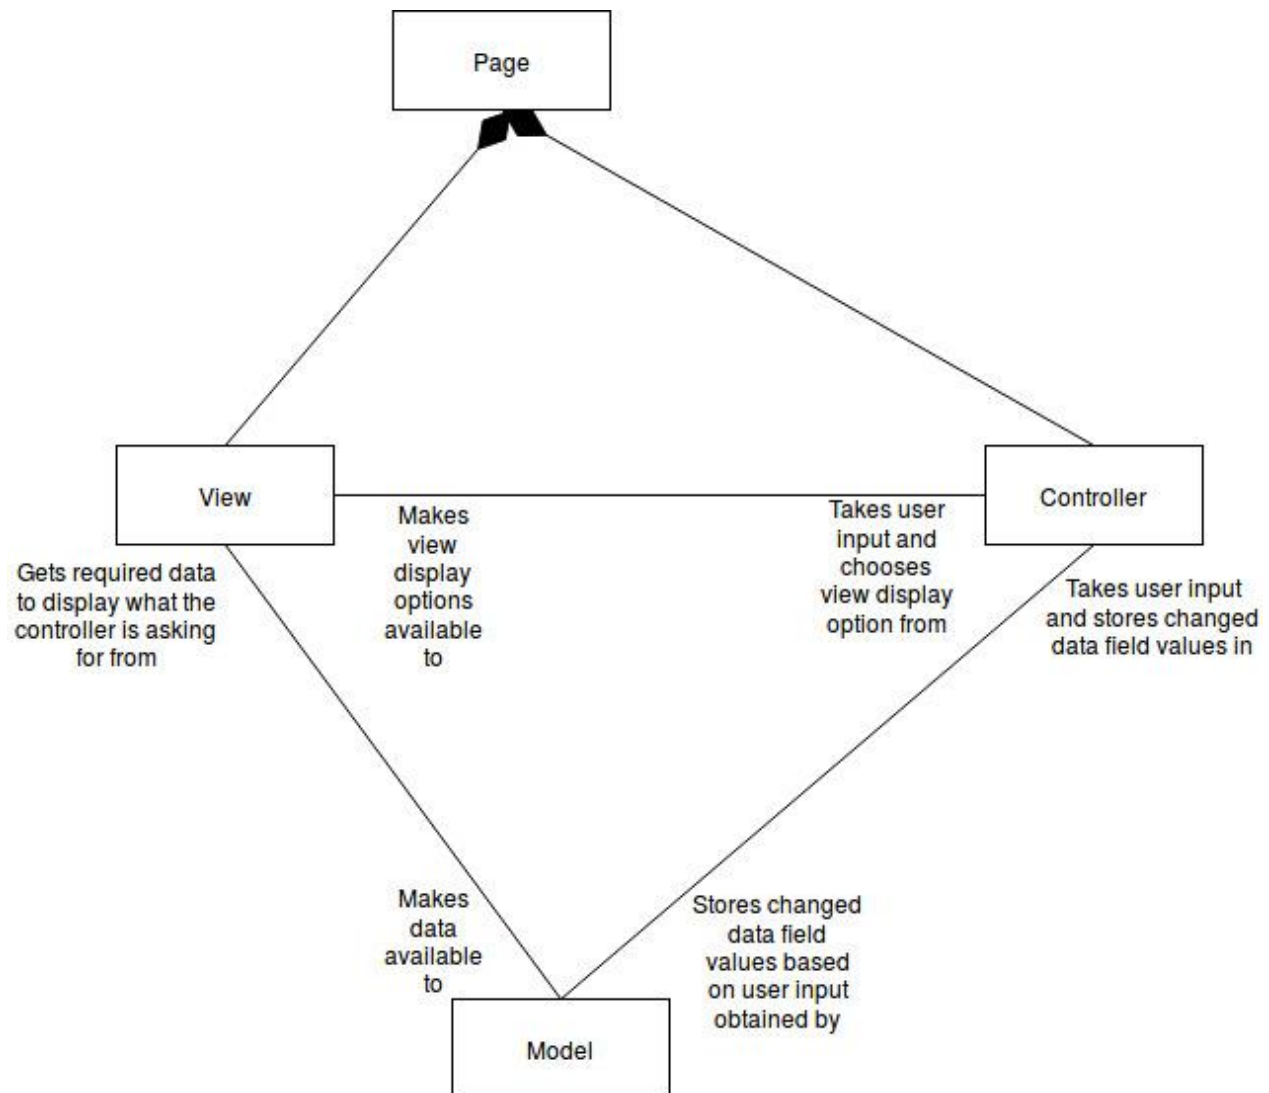 Page
View
Controller
Makes
view
display
options
available
to
Takes user
input and
chooses
view display
option from
Gets required data
to display what the
controller is asking
for from
Takes user input
and stores changed
data field values in
Makes
data
available
to
Stores changed
data field
values based
on user input
obtained by
Model